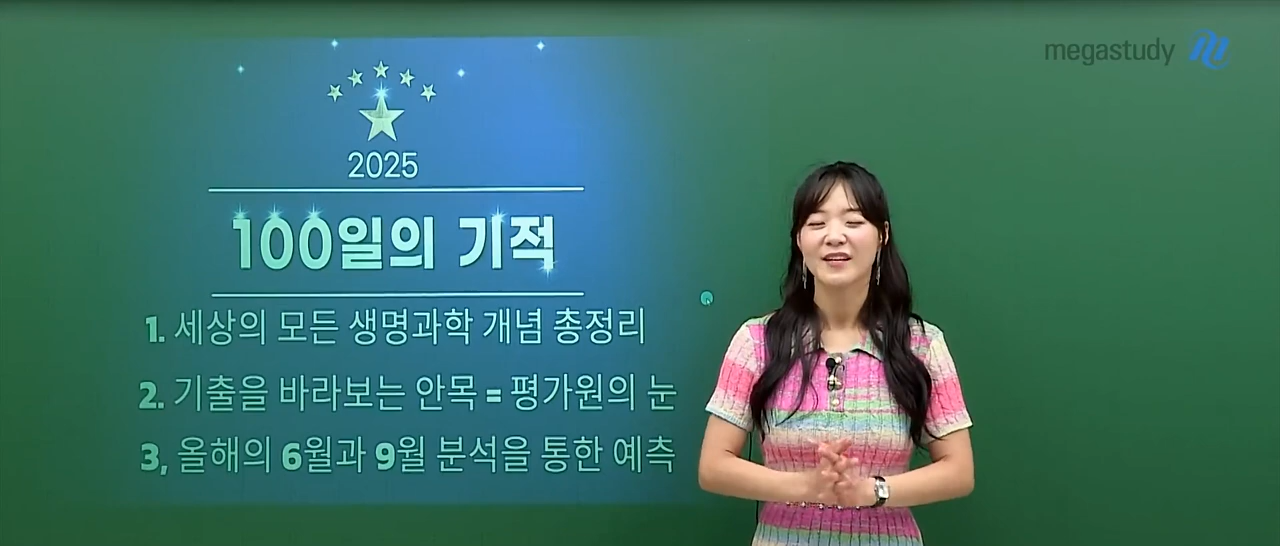 megastudy
2025
100일의 기적
1. 세상의 모든 생명과학 개념 총정리
2. 기출을 바라보는 안목 = 평가원의 눈
3, 올해의 6월과 9월 분석을 통한 예측